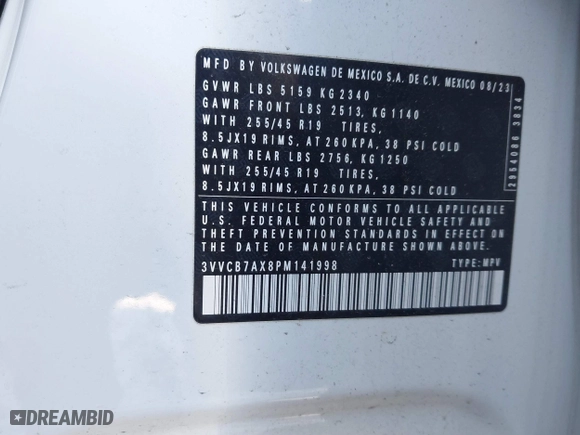 MFD BY VOLKSWAGEN DE MEXICO S.A. DE C.V. MEXICO 08/23
GVWR LBS 5159 KG 2340
GAWR FRONT LBS 2513, KG 1140
WITH 255/45 R19 TIRES,
8.5JX19 RIMS, AT 260 KPA, 38 PSI COLD
GAWR REAR LBS 2756, KG 1250
WITH 255/45 R19 TIRES,
8.5JX19 RIMS, AT 260 KPA, 38 PSI COLD
2954086 3834
THIS VEHICLE CONFORMS TO ALL APPLICABLE
U.S. FEDERAL MOTOR VEHICLE SAFETY AND
THEFT PREVENTION STANDARDS IN EFFECT ON
THE DATE OF MANUFACTURE SHOWN ABOVE
3VVCB7AX8PM141998 TYPE: MPV
DREAMBID